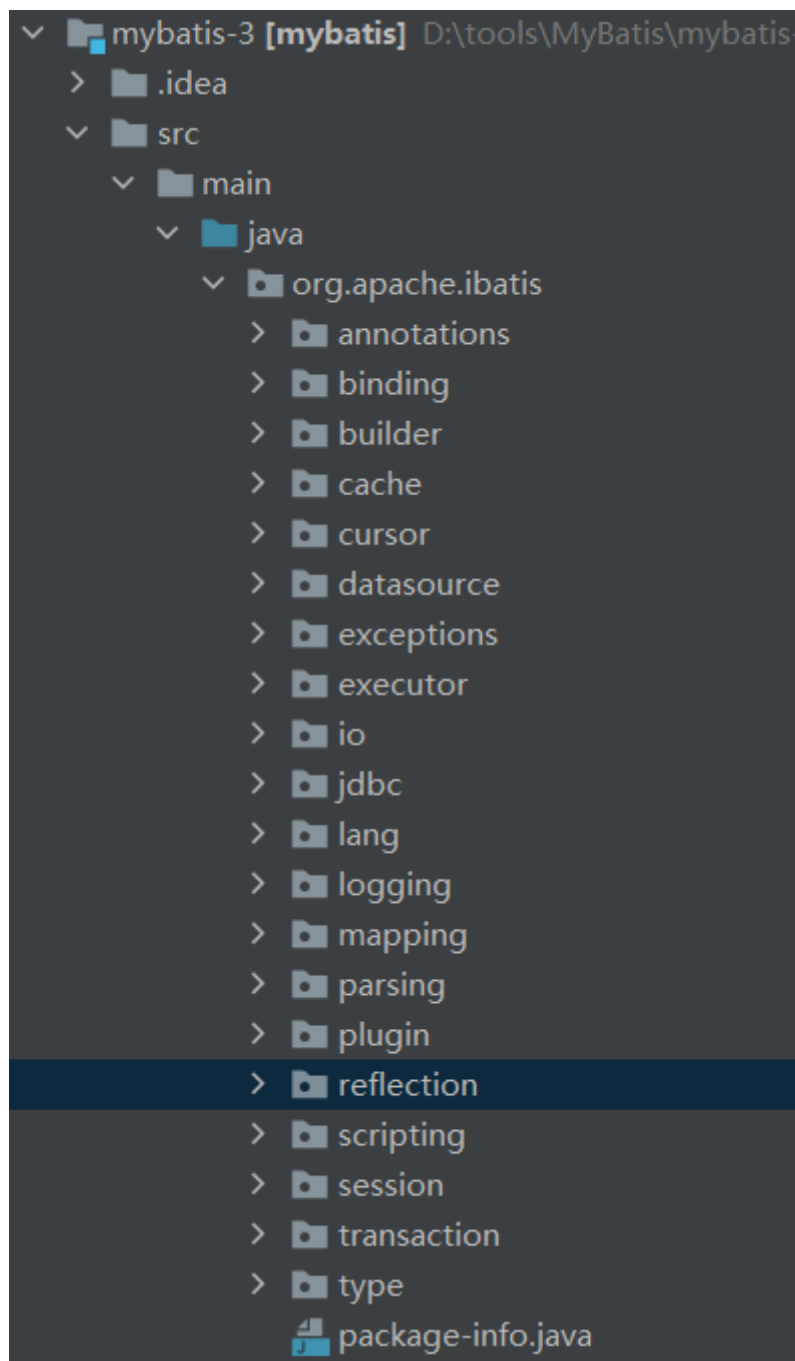 mybatis-3 [mybatis] D:\tools\MyBatis\mybatis-
.idea
src
main
java
org.apache.ibatis
annotations
binding
builder
cache
cursor
datasource
exceptions
executor
io
jdbc
lang
logging
mapping
parsing
plugin
reflection
scripting
session
transaction
type
package-info.java